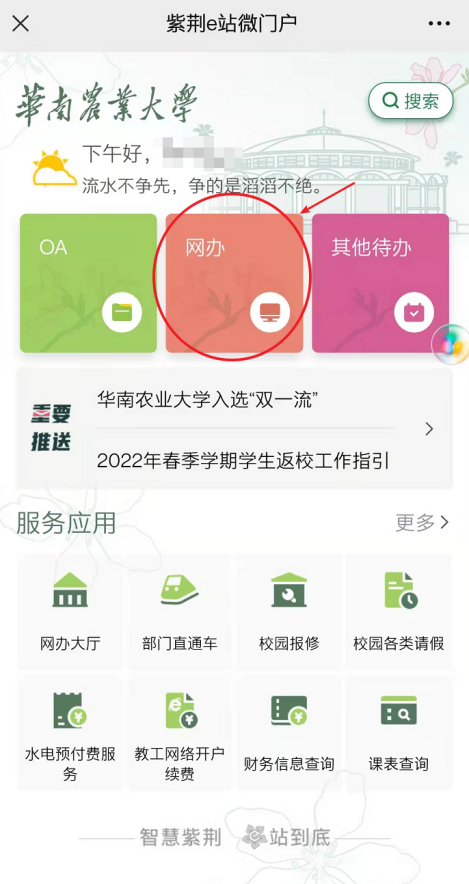 紫荆e站微门户
華南農業大學
搜索
下午好，
流水不争先，争的是滔滔不绝。
OA
网办
其他待办
重要
推送
华南农业大学入选“双一流”
2022年春季学期学生返校工作指引
服务应用
更多
网办大厅
部门直通车
校园报修
校园各类请假
水电预付费服
务
教工网络开户
续费
财务信息查询
课表查询
智慧紫荆 e站到底